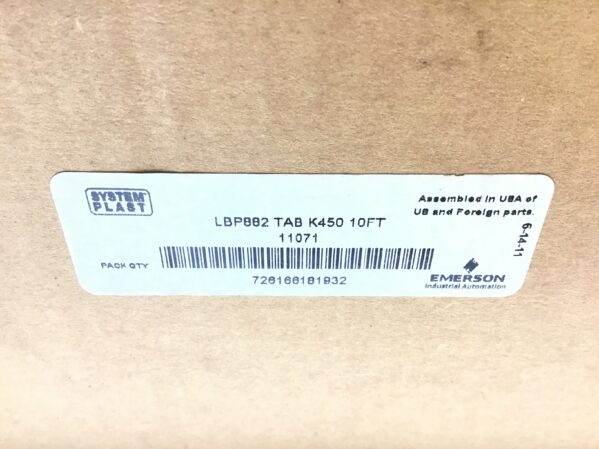 SYSTEM PLAST
Assembled in USA of
US and Foreign parts.
LBP882 TAB K450 10FT
11071
6-14-11
PACK QTY
726166181932
EMERSON
Industrial Automation